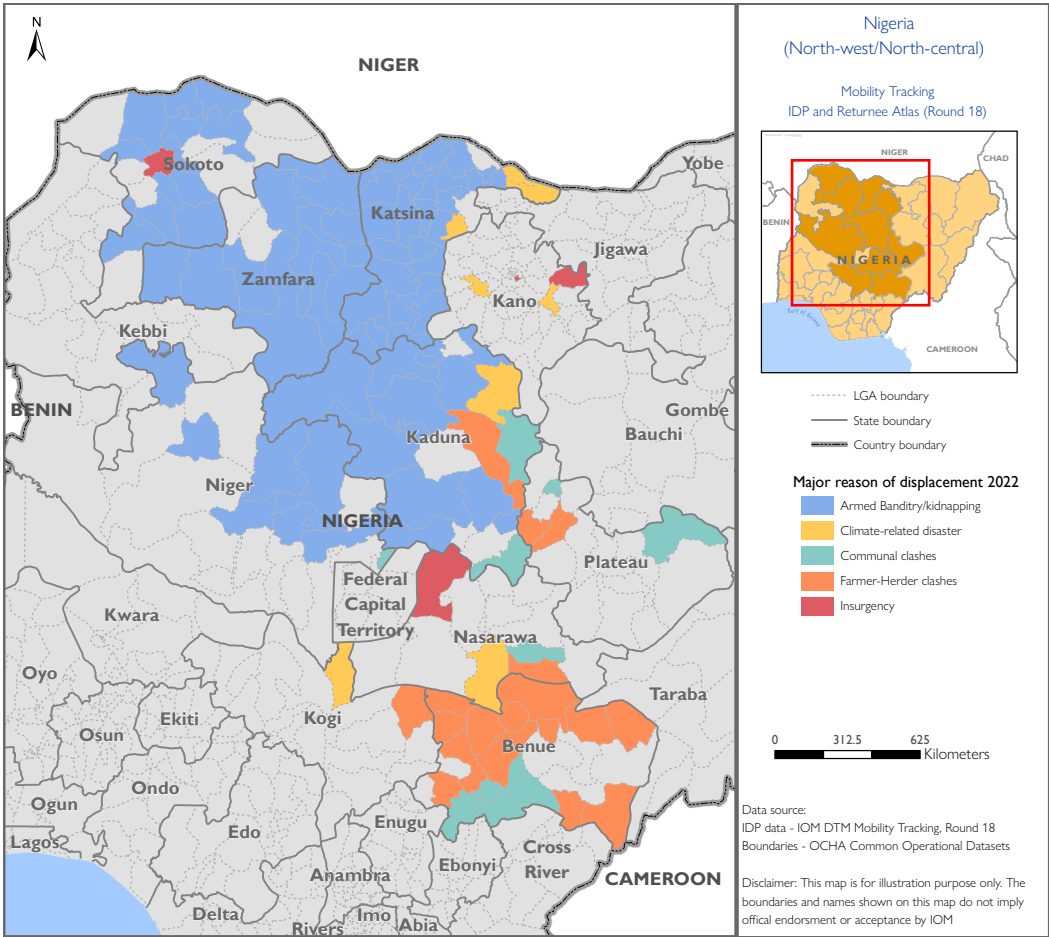 N
NIGER
Sokoto
Yobe
Katsina
Jigawa
Zamfara
Kano
Kebbi
BENIN
Gombe
Kaduna
Bauchi
Niger
NIGERIA
Plateau
Federal
Capital
Territory
Kwara
Nasarawa
Oyo
Taraba
Ekiti
Kogi
Osun
Benue
Ondo
Ogun
Enugu
Edo
Lagos
Cross
River
Ebonyi
Anambra
CAMEROON
Delta
Imo
Abia
Rivers
Nigeria
(North-west/North-central)
Mobility Tracking
IDP and Returnee Atlas (Round 18)
NIGER
CHAD
BENIN
NIGERIA
Gulf of Guinea
CAMEROON
LGA boundary
State boundary
Country boundary
Major reason of displacement 2022
Armed Banditry/kidnapping
Climate-related disaster
Communal clashes
Farmer-Herder clashes
Insurgency
0 312.5 625
Kilometers
Data source:
IDP data - IOM DTM Mobility Tracking, Round 18
Boundaries - OCHA Common Operational Datasets
Disclaimer: This map is for illustration purpose only. The
boundaries and names shown on this map do not imply
offical endorsment or acceptance by IOM